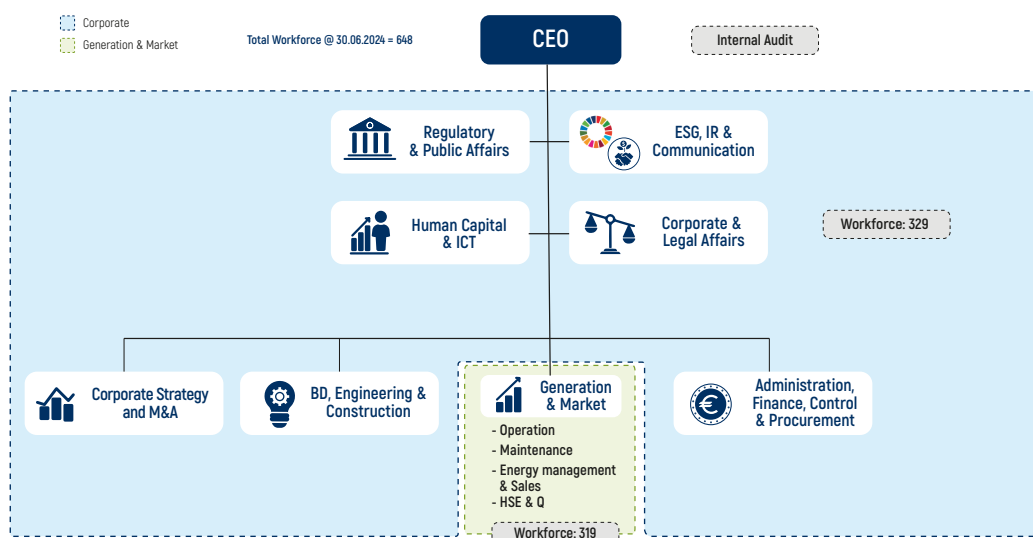 Corporate
Generation & Market
Total Workforce @ 30.06.2024 = 648
CEO
Internal Audit
Regulatory
& Public Affairs
ESG, IR &
Communication
Human Capital
& ICT
Corporate &
Legal Affairs
Workforce: 329
Corporate Strategy
and M&A
BD, Engineering &
Construction
Generation
& Market
- Operation
- Maintenance
- Energy management
& Sales
- HSE & Q
Workforce: 319
Administration,
Finance, Control
& Procurement